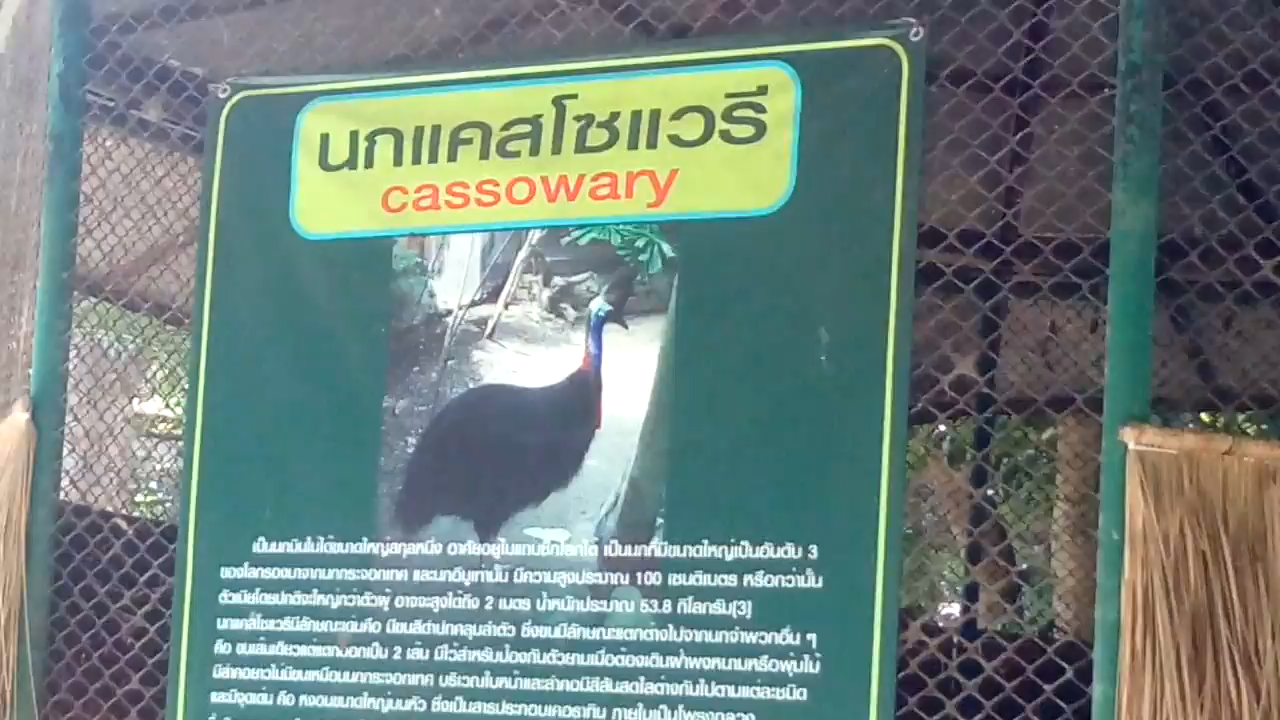 นกแคสโซแวรี
cassowary
เป็นนกบินไม่ได้ขนาดใหญ่สกุลหนึ่ง อาศัยอยู่ในแถบซีกโลกใต้ เป็นนกที่มีขนาดใหญ่เป็นอันดับ 3
ของโลกรองมาจากนกกระจอกเทศ และนกอีมูเท่านั้น มีความสูงประมาณ 100 เซนติเมตร หรือกว่านั้น
ตัวเมียโดยปกติจะใหญ่กว่าตัวผู้ อาจจะสูงได้ถึง 2 เมตร น้ำหนักประมาณ 53.8 กิโลกรัม[3]
นกแคสโซแวรีมีลักษณะเด่นคือ มีขนสีดำปกคลุมลำตัว ซึ่งขนมีลักษณะแตกต่างไปจากนกจำพวกอื่น ๆ
คือ ขนเส้นเดียวแต่แตกออกเป็น 2 เส้น มีไว้สำหรับป้องกันตัวยามเมื่อต้องเดินฝ่าพงหนามหรือพุ่มไม้
มีลำคอยาวไม่มีขนเหมือนนกกระจอกเทศ บริเวณใบหน้าและลำคอมีสีสันสดใสต่างกันไปตามแต่ละชนิด
และมีจุดเด่น คือ หงอนขนาดใหญ่บนหัว ซึ่งเป็นสารประกอบเคอราทิน ภายในเป็นโพรงกลวง